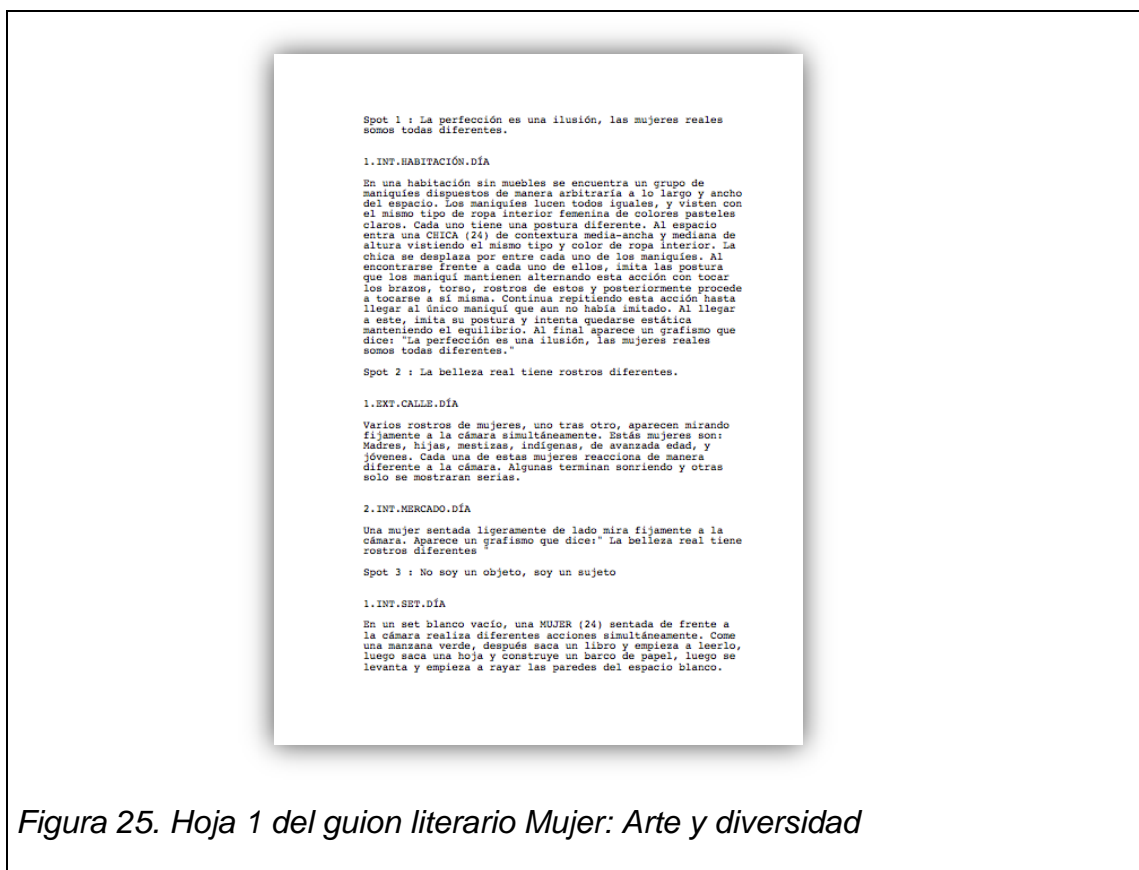 Spot 1 : La perfección es una ilusión, las mujeres reales
somos todas diferentes.
1.INT.HABITACIÓN.DÍA
En una habitación sin muebles se encuentra un grupo de
maniquíes dispuestos de manera arbitraría a lo largo y ancho
del espacio. Los maniquíes lucen todos iguales, y visten con
el mismo tipo de ropa interior femenina de colores pasteles
claros. Cada uno tiene una postura diferente. Al espacio
entra una CHICA (24) de contextura media-ancha y mediana de
altura vistiendo el mismo tipo y color de ropa interior. La
chica se desplaza por entre cada uno de los maniquíes. Al
encontrarse frente a cada uno de ellos, imita las postura
que los maniquí mantienen alternando esta acción con tocar
los brazos, torso, rostros de estos y posteriormente procede
a tocarse a sí misma. Continua repitiendo esta acción hasta
llegar al único maniquí que aun no había imitado. Al llegar
a este, imita su postura y intenta quedarse estática
manteniendo el equilibrio. Al final aparece un grafismo que
dice: "La perfección es una ilusión, las mujeres reales
somos todas diferentes."
Spot 2 : La belleza real tiene rostros diferentes.
1.EXT.CALLE.DÍA
Varios rostros de mujeres, uno tras otro, aparecen mirando
fijamente a la cámara simultáneamente. Estás mujeres son:
Madres, hijas, mestizas, indígenas, de avanzada edad, y
jóvenes. Cada una de estas mujeres reacciona de manera
diferente a la cámara. Algunas terminan sonriendo y otras
solo se mostraran serias.
2.INT.MERCADO.DÍA
Una mujer sentada ligeramente de lado mira fijamente a la
cámara. Aparece un grafismo que dice:" La belleza real tiene
rostros diferentes "
Spot 3 : No soy un objeto, soy un sujeto
1.INT.SET.DÍA
En un set blanco vacío, una MUJER (24) sentada de frente a
la cámara realiza diferentes acciones simultáneamente. Come
una manzana verde, después saca un libro y empieza a leerlo,
luego saca una hoja y construye un barco de papel, luego se
levanta y empieza a rayar las paredes del espacio blanco.
Figura 25. Hoja 1 del guion literario Mujer: Arte y diversidad